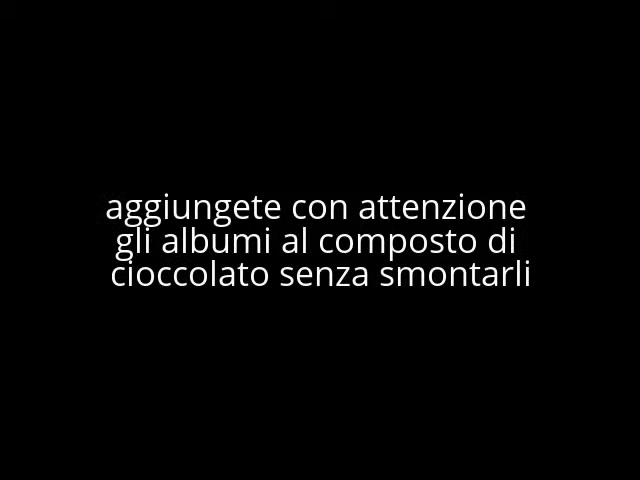 aggiungete con attenzione
gli albumi al composto di
cioccolato senza smontarli